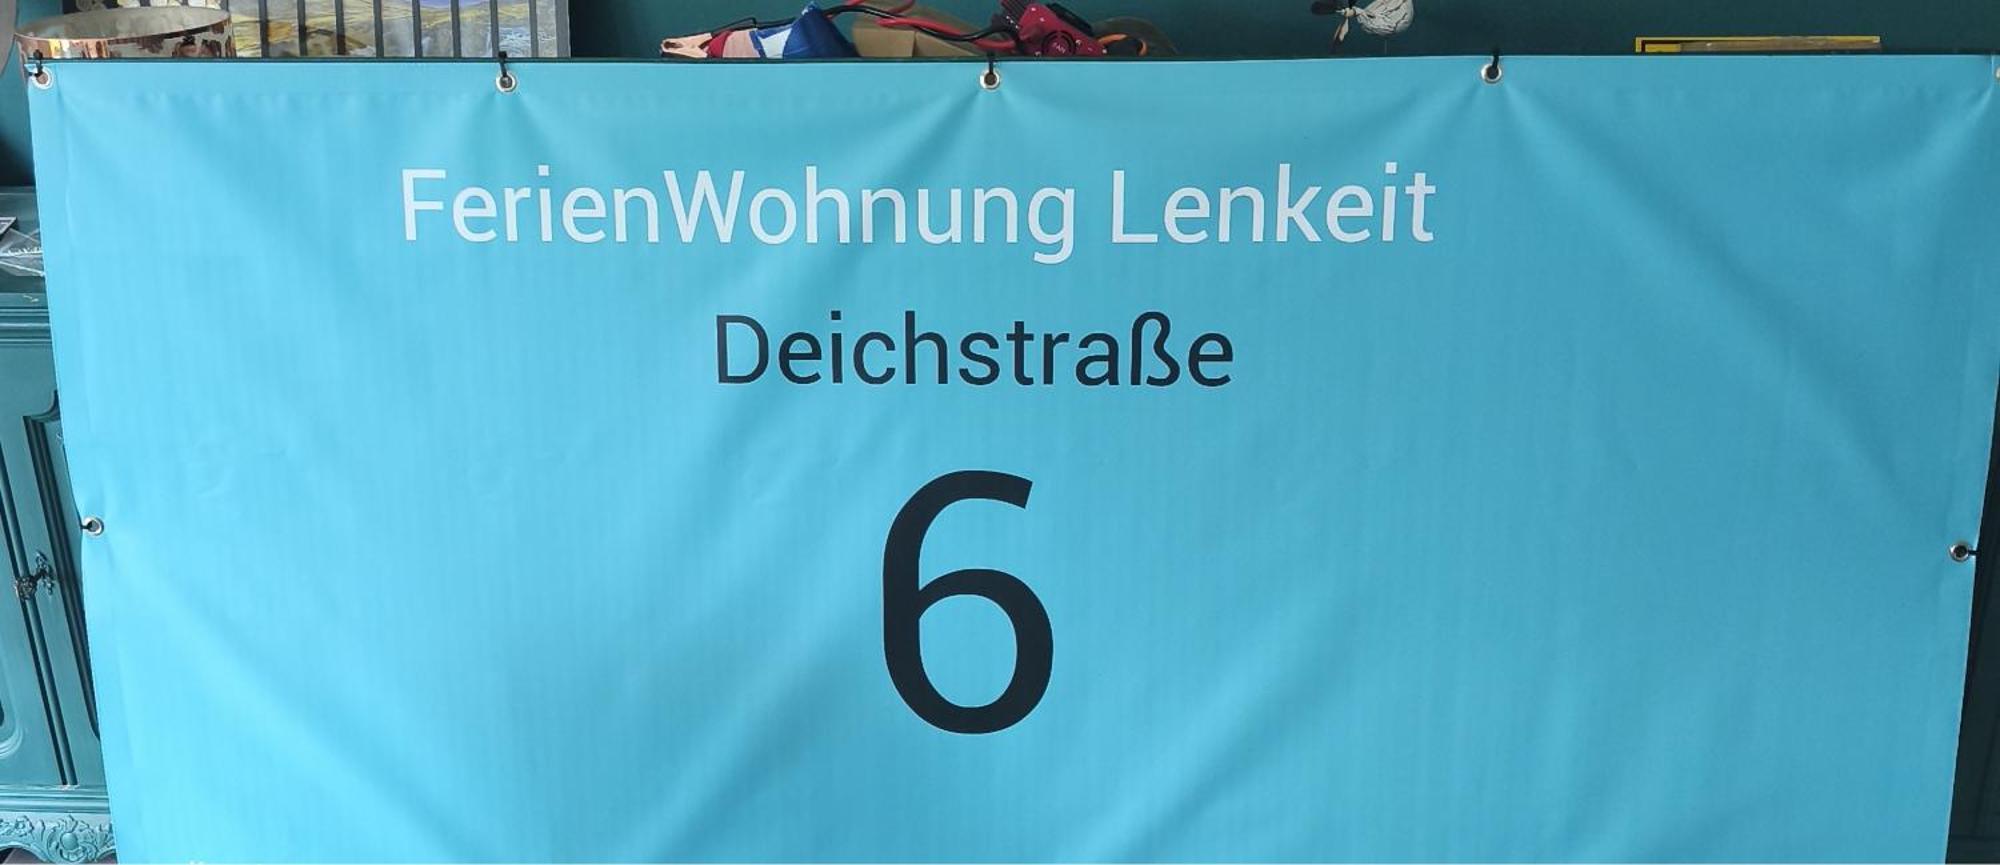 FerienWohnung Lenkeit
Deichstraße
6